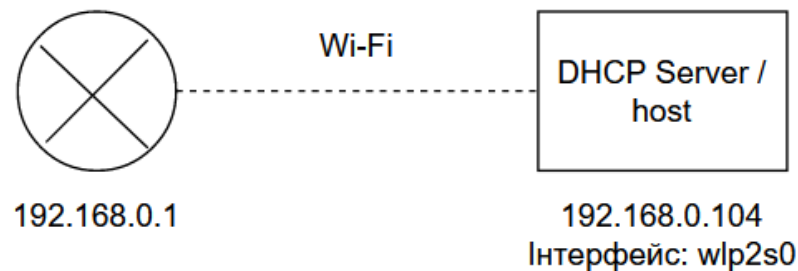 Wi-Fi
DHCP Server /
host
192.168.0.1
192.168.0.104
Інтерфейс: wlp2s0